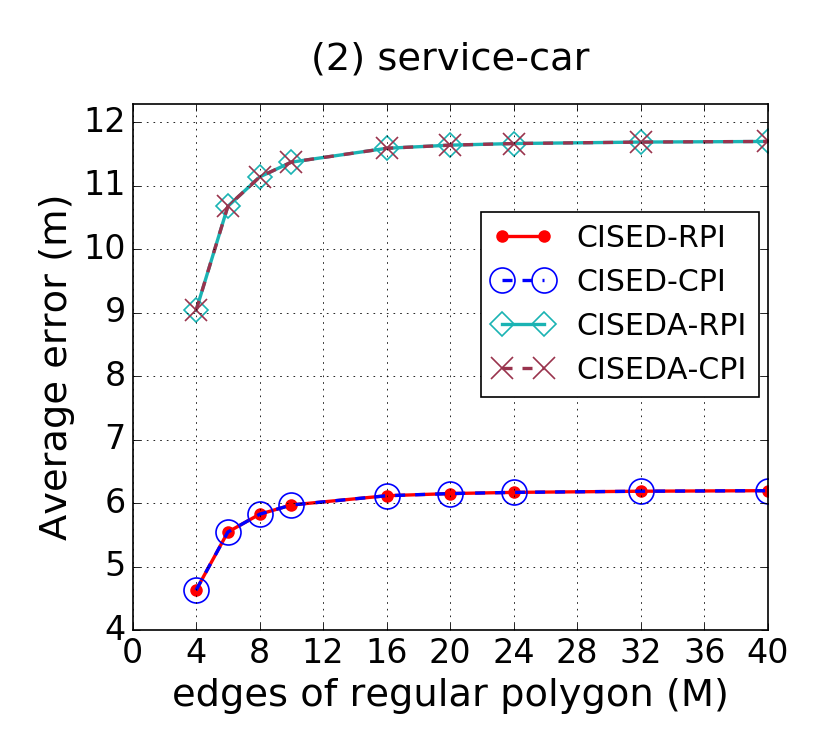 (2) service-car
Average error (m)
12
11
10
9
8
7
6
5
4
CISED-RPI
CISED-CPI
CISEDA-RPI
CISEDA-CPI
0 4 8 12 16 20 24 28 32 36 40
edges of regular polygon (M)